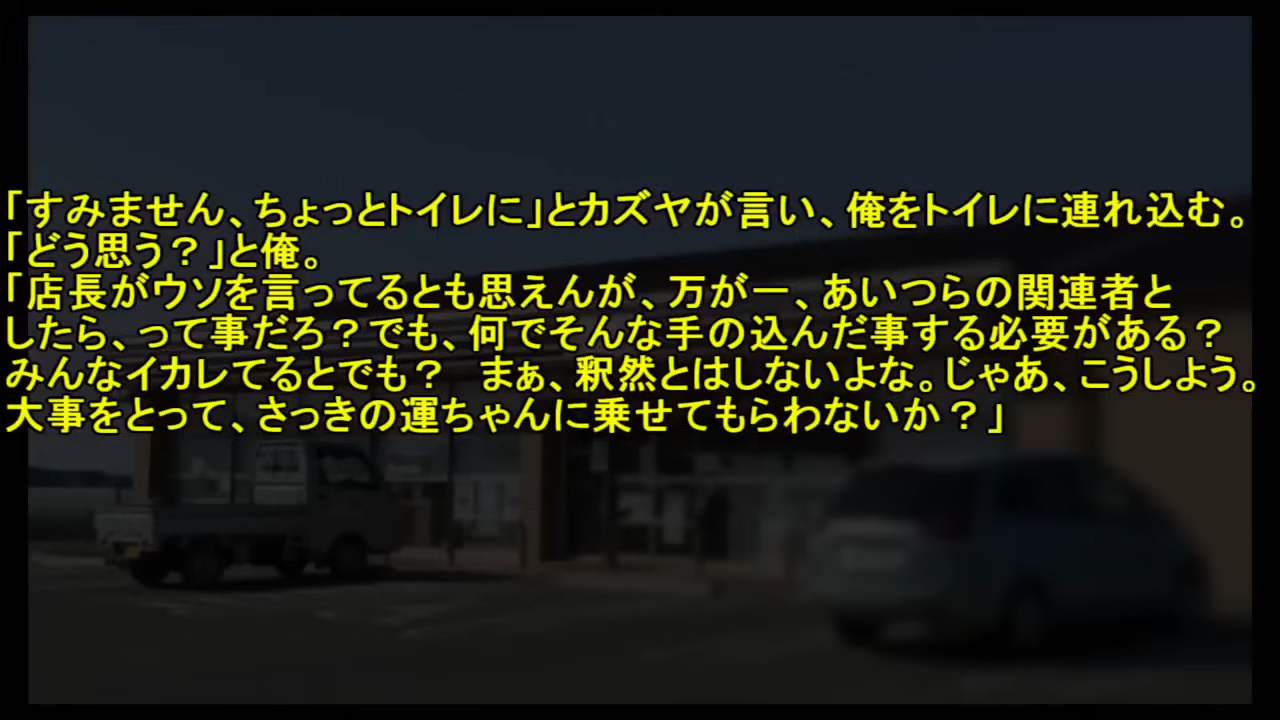 「すみません、ちょっとトイレに」とカズヤが言い、俺をトイレに連れ込む。
「どう思う？」と俺。
「店長がウソを言ってるとも思えんが、万が一、あいつらの関連者と
したら、って事だろ？でも、何でそんな手の込んだ事する必要がある？
みんなイカレてるとでも？　まぁ、釈然とはしないよな。じゃあ、こうしよう。
大事をとって、さっきの運ちゃんに乗せてもらわないか？」